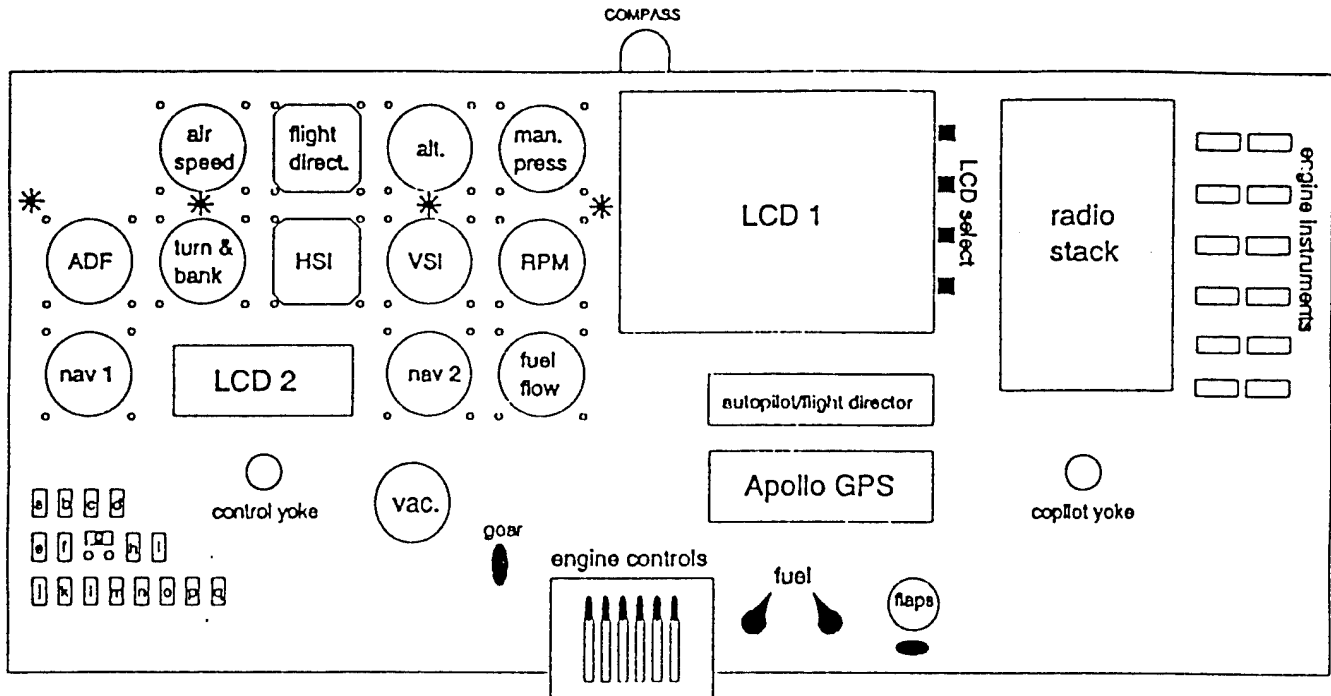 COMPASS
air
speed
flight
direct.
alt.
man.
press
LCD 1
LCD select
radio
stack
engine instruments
ADF
turn &
bank
HSI
VSI
RPM
nav 1
LCD 2
nav 2
fuel
flow
autopilot/flight director
Apollo GPS
control yoke
vac.
copilot yoke
a b c d
e f g h i
j k l m n o p q
gear
engine controls
fuel
flaps